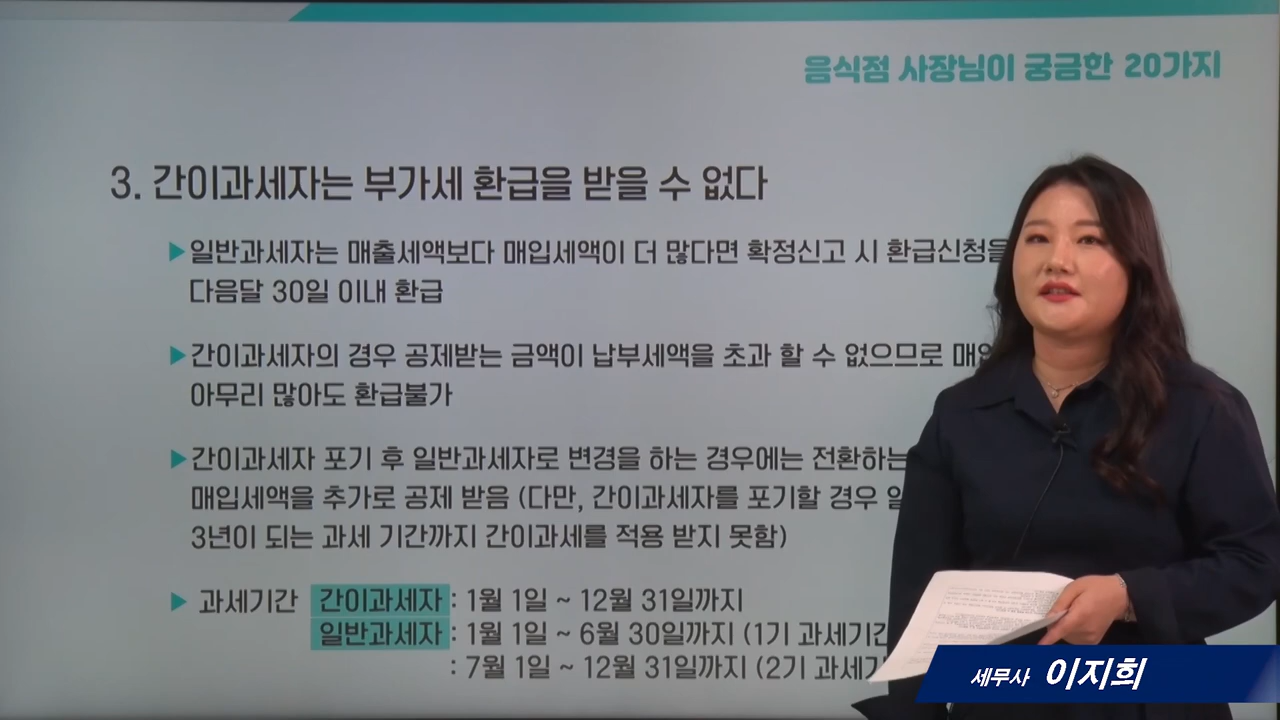 음식점 사장님이 궁금한 20가지
3. 간이과세자는 부가세 환급을 받을 수 없다
▶일반과세자는 매출세액보다 매입세액이 더 많다면 확정신고 시 환급신청을
다음달 30일 이내 환급
▶간이과세자의 경우 공제받는 금액이 납부세액을 초과 할 수 없으므로
아무리 많아도 환급불가
▶간이과세자 포기 후 일반과세자로 변경을 하는 경우에는 전환하는
매입세액을 추가로 공제 받음 (다만, 간이과세자를 포기할 경우
3년이 되는 과세 기간까지 간이과세를 적용 받지 못함)
▶ 과세기간 간이과세자 : 1월 1일 ~ 12월 31일까지
일반과세자 : 1월 1일 ~ 6월 30일까지 (1기 과세기간
: 7월 1일 ~ 12월 31일까지 (2기
세무사 이지희